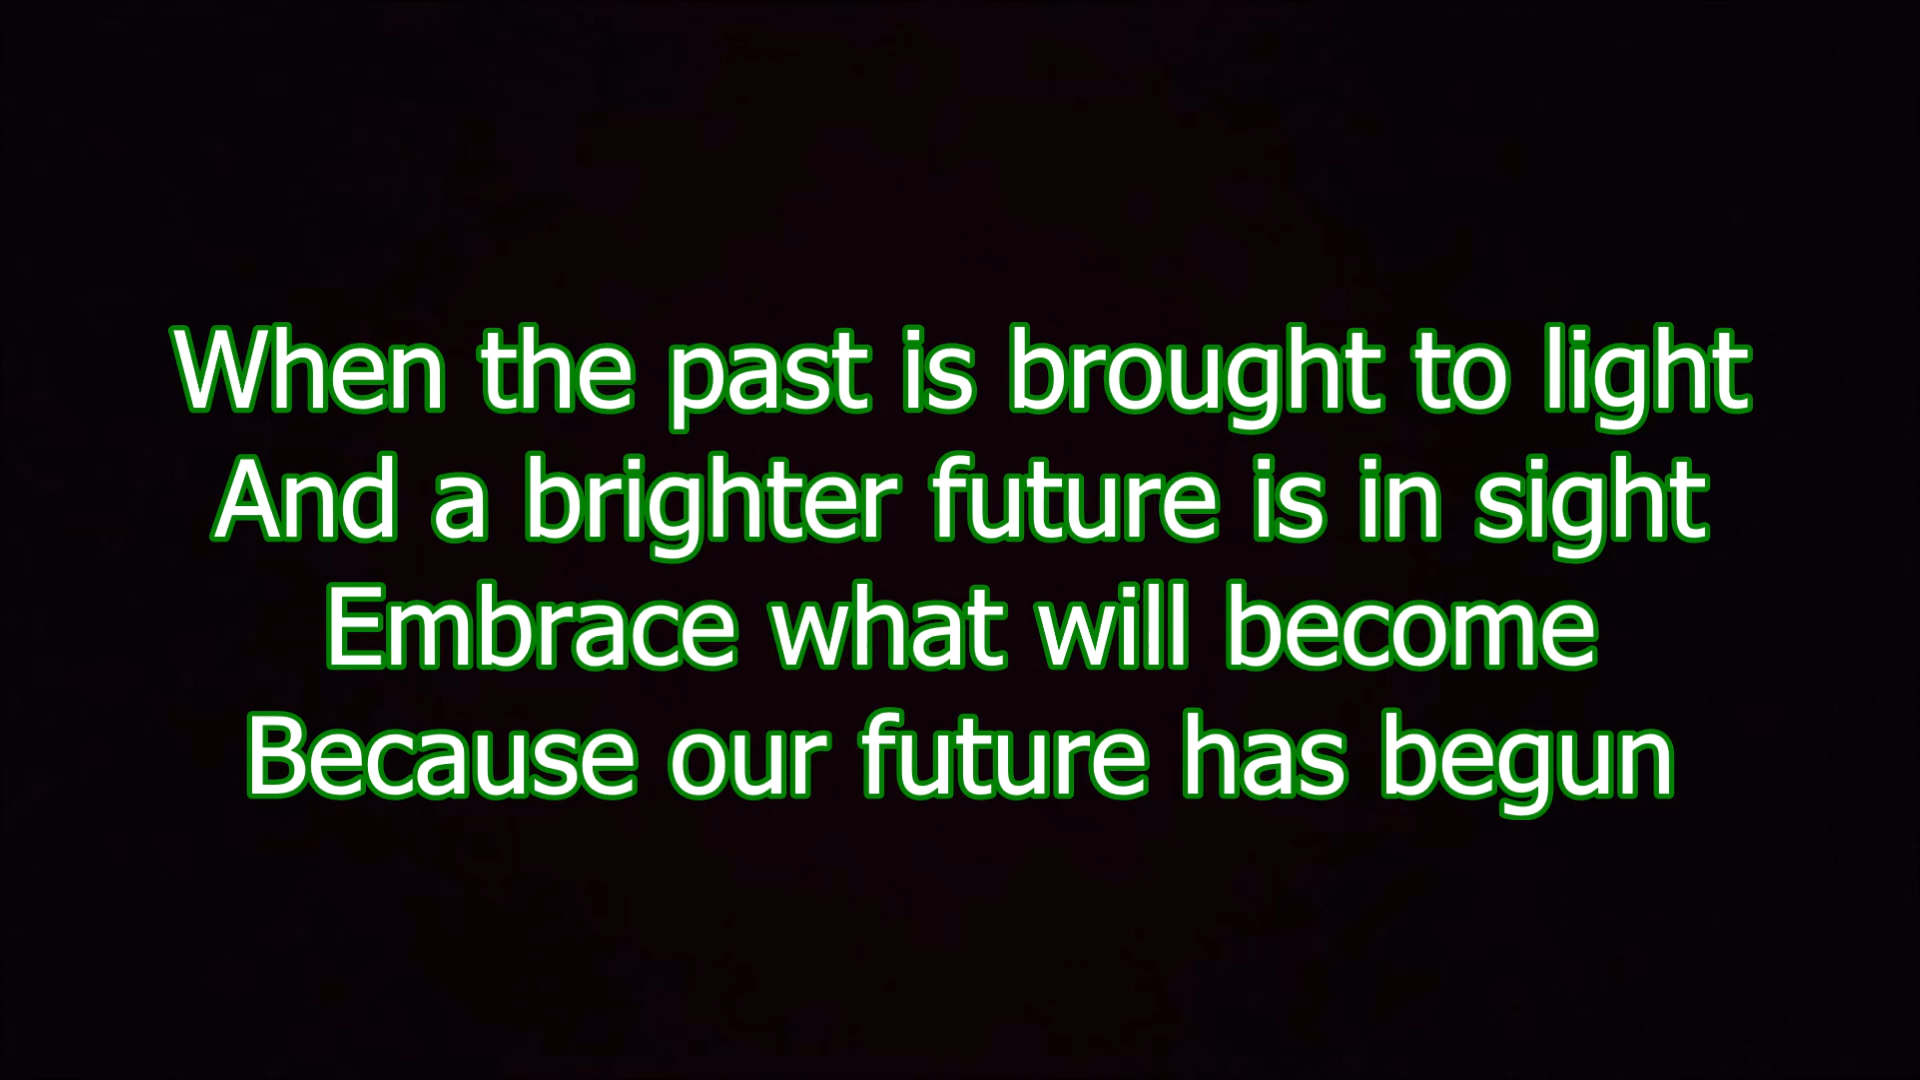 When the past is brought to light
And a brighter future is in sight
Embrace what will become
Because our future has begun